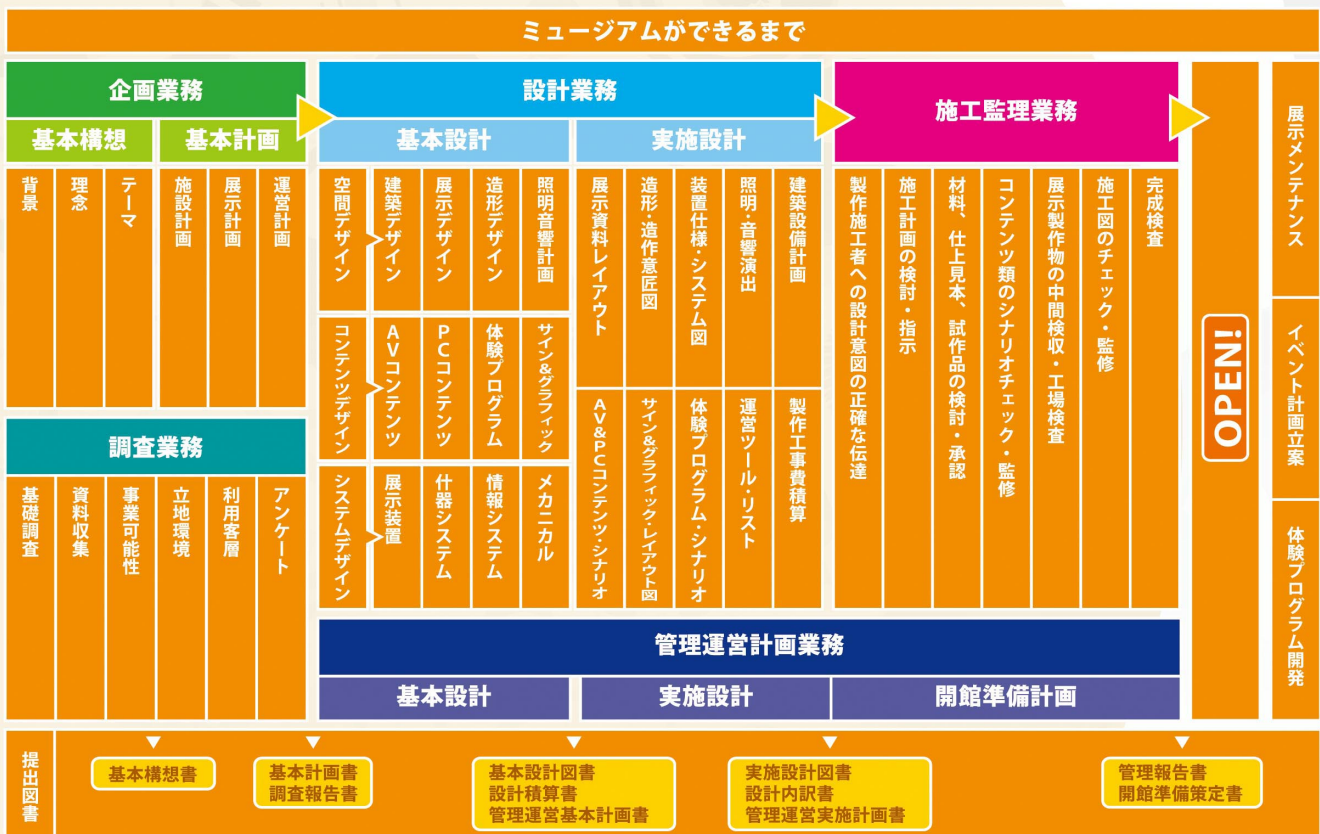 ミュージアムができるまで
企画業務
基本構想
基本計画
背景
理念
テーマ
施設計画
展示計画
運営計画
調査業務
基礎調査
資料収集
事業可能性
立地環境
利用客層
アンケート
設計業務
基本設計
実施設計
空間デザイン
建築デザイン
展示デザイン
造形デザイン
照明音響計画
コンテンツデザイン
AVコンテンツ
PCコンテンツ
体験プログラム
サイン&グラフィック
システムデザイン
展示装置
什器システム
情報システム
メカニカル
展示資料レイアウト
造形・造作意匠図
装置仕様・システム図
照明・音響演出
建築設備計画
AV&PCコンテンツ・シナリオ
サイン&グラフィック・レイアウト図
体験プログラム・シナリオ
運営ツール・リスト
製作工事費積算
施工監理業務
製作施工者への設計意図の正確な伝達
施工計画の検討・指示
材料、仕上見本、試作品の検討・承認
コンテンツ類のシナリオチェック・監修
展示製作物の中間検収・工場検査
施工図のチェック・監修
完成検査
管理運営計画業務
基本設計
実施設計
開館準備計画
OPEN!
展示メンテナンス
イベント計画立案
体験プログラム開発
提出図書
基本構想書
基本計画書
調査報告書
基本設計図書
設計積算書
管理運営基本計画書
実施設計図書
設計内訳書
管理運営実施計画書
管理報告書
開館準備策定書